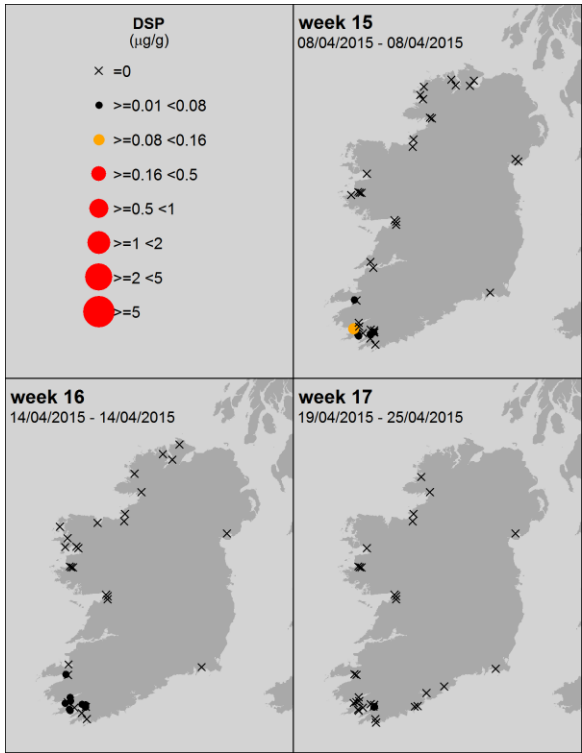 DSP
(µg/g)
=0
>=0.01 <0.08
>=0.08 <0.16
>=0.16 <0.5
>=0.5 <1
>=1 <2
>=2 <5
>=5
week 15
08/04/2015 - 08/04/2015
week 16
14/04/2015 - 14/04/2015
week 17
19/04/2015 - 25/04/2015